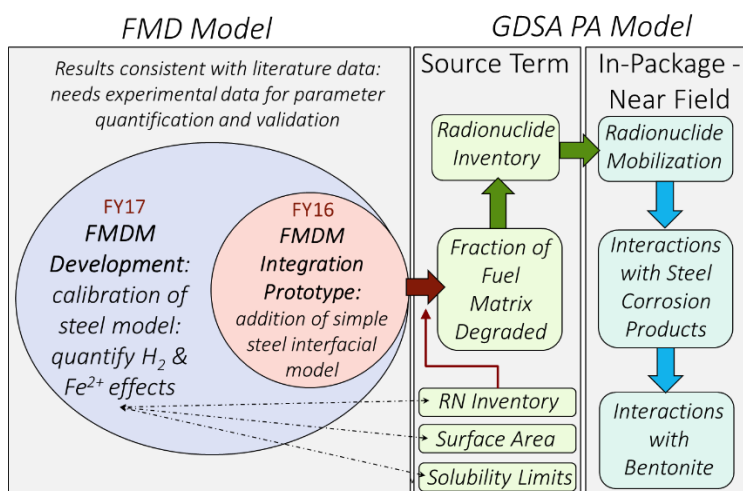 FMD Model
Results consistent with literature data:
needs experimental data for parameter
quantification and validation
FY17
FMDM
Development:
calibration of
steel model:
quantify H₂ &
Fe²⁺ effects
FY16
FMDM
Integration
Prototype:
addition of simple
steel interfacial
model
GDSA PA Model
Source Term
Radionuclide
Inventory
Fraction of
Fuel
Matrix
Degraded
RN Inventory
Surface Area
Solubility Limits
In-Package -
Near Field
Radionuclide
Mobilization
Interactions
with Steel
Corrosion
Products
Interactions
with
Bentonite